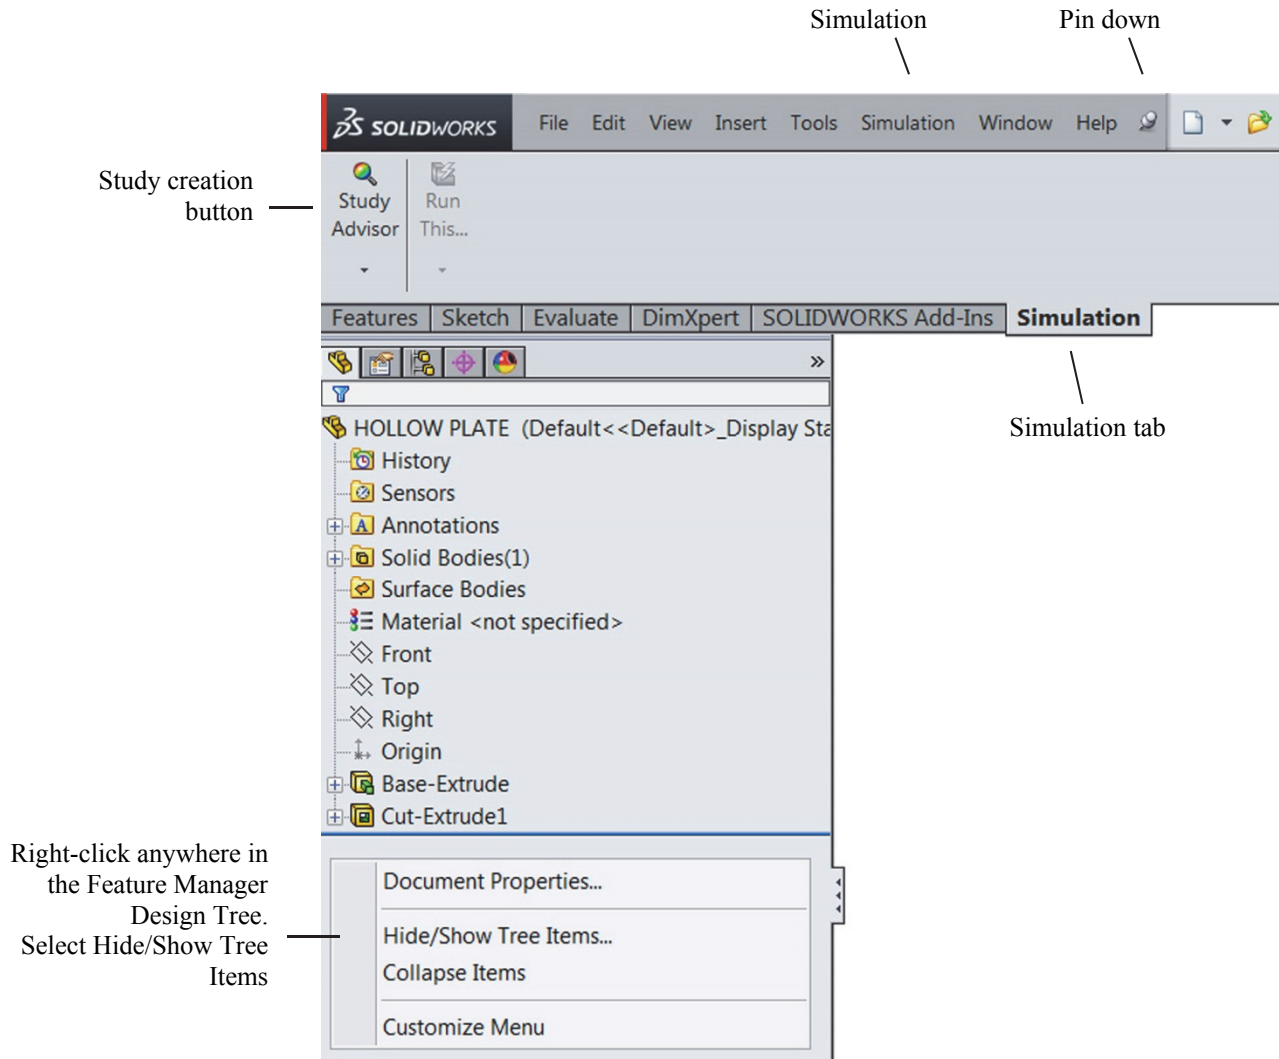 Simulation
Pin down
SOLIDWORKS File Edit View Insert Tools Simulation Window Help
Study creation
button
Study
Advisor
Run
This...
Features Sketch Evaluate DimXpert SOLIDWORKS Add-Ins Simulation
»
HOLLOW PLATE (Default<<Default>_Display Sta
Simulation tab
History
Sensors
Annotations
Solid Bodies(1)
Surface Bodies
Material <not specified>
Front
Top
Right
Origin
Base-Extrude
Cut-Extrude1
Right-click anywhere in
the Feature Manager
Design Tree.
Select Hide/Show Tree
Items
Document Properties...
Hide/Show Tree Items...
Collapse Items
Customize Menu